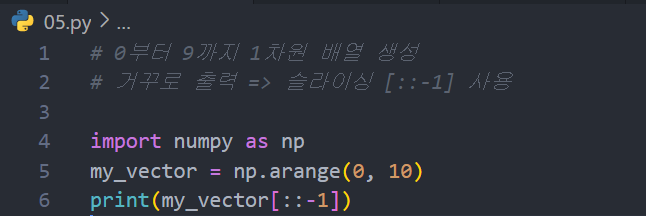 05.py > ...
1 # 0부터 9까지 1차원 배열 생성
2 # 거꾸로 출력 => 슬라이싱 [::-1] 사용
3
4 import numpy as np
5 my_vector = np.arange(0, 10)
6 print(my_vector[::-1])